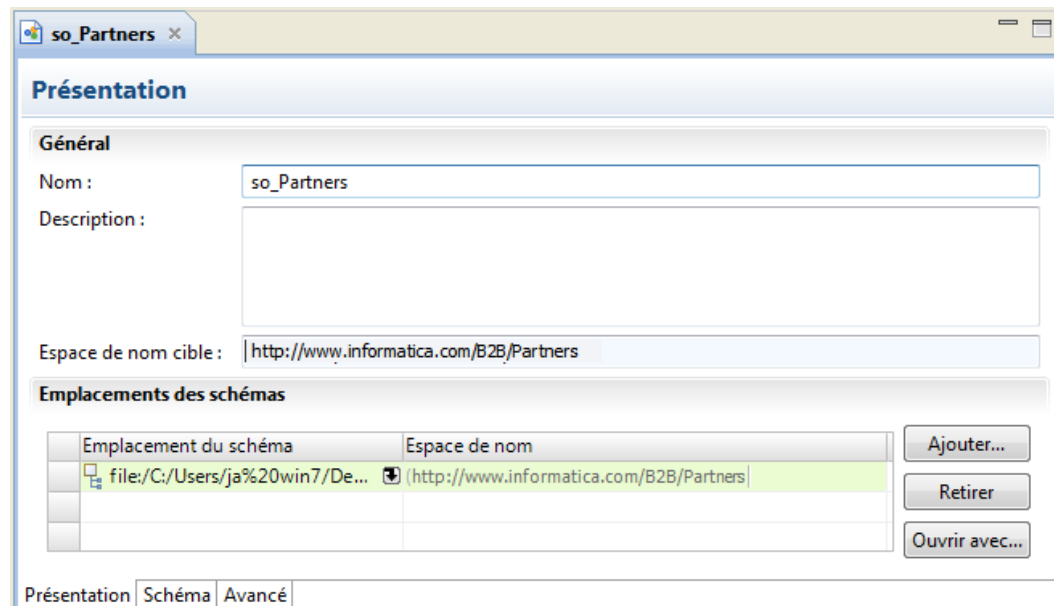 so_Partners
Présentation
Général
Nom : so_Partners
Description :
Espace de nom cible : http://www.informatica.com/B2B/Partners
Emplacements des schémas
Emplacement du schéma Espace de nom Ajouter...
file:/C:/Users/ja%20win7/De... (http://www.informatica.com/B2B/Partners
Retirer
Ouvrir avec...
Présentation Schéma Avancé